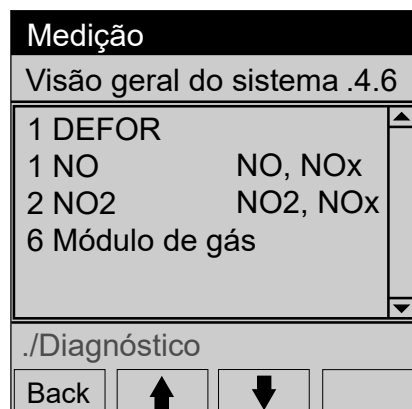 Medição
Visão geral do sistema .4.6
1 DEFOR
1 NO NO, NOx
2 NO2 NO2, NOx
6 Módulo de gás
./Diagnóstico
Back